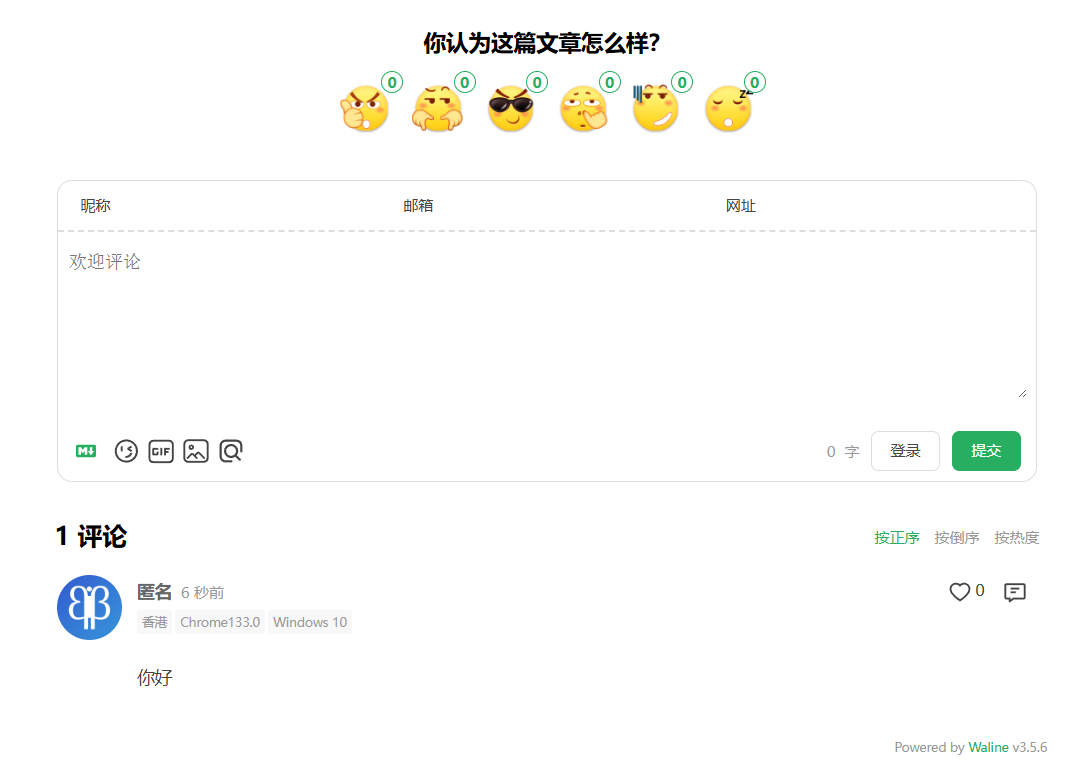 你认为这篇文章怎么样?
0 0 0 0 0 0
昵称 邮箱 网址
欢迎评论
M↓ GIF 0 字 登录 提交
1 评论 按正序 按倒序 按热度
匿名 6 秒前 0
香港 Chrome133.0 Windows 10
你好
Powered by Waline v3.5.6